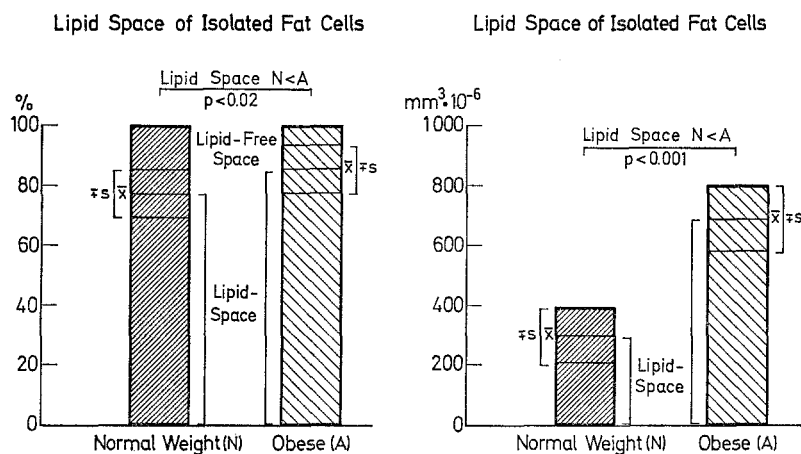 Lipid Space of Isolated Fat Cells
Lipid Space N<A
p<0.02
%
100
80
60
40
20
0
Lipid-Free
Space
∓s
x̄
x̄
∓s
Lipid-
Space
Normal Weight (N)
Obese (A)
Lipid Space of Isolated Fat Cells
mm³·10⁻⁶
Lipid Space N<A
p<0.001
1000
800
600
400
200
0
∓s
x̄
x̄
∓s
Lipid-
Space
Normal Weight (N)
Obese (A)